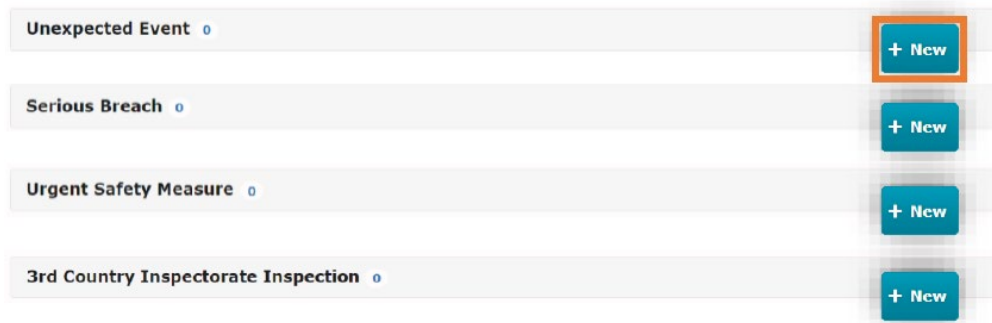 Unexpected Event 0
+ New
Serious Breach 0
+ New
Urgent Safety Measure 0
+ New
3rd Country Inspectorate Inspection 0
+ New